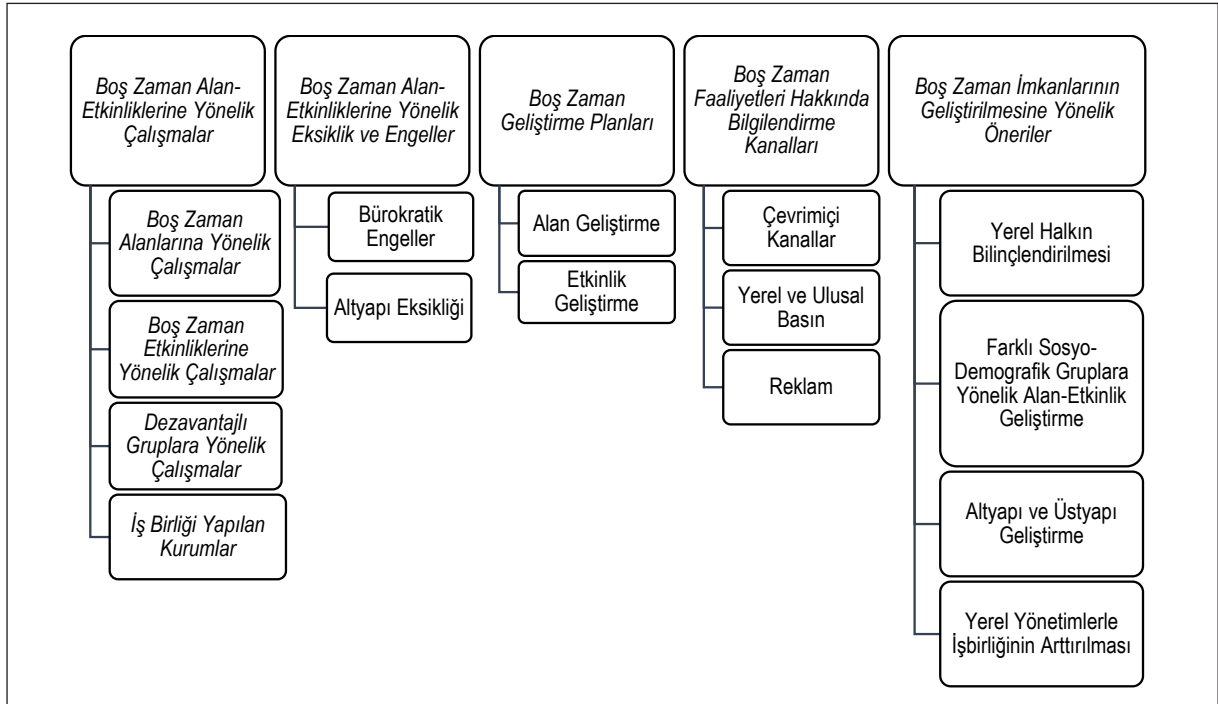 Boş Zaman Alan-
Etkinliklerine Yönelik
Çalışmalar
Boş Zaman
Alanlarına Yönelik
Çalışmalar
Boş Zaman
Etkinliklerine
Yönelik Çalışmalar
Dezavantajlı
Gruplara Yönelik
Çalışmalar
İş Birliği Yapılan
Kurumlar
Boş Zaman Alan-
Etkinliklerine Yönelik
Eksiklik ve Engeller
Bürokratik
Engeller
Altyapı Eksikliği
Boş Zaman
Geliştirme Planları
Alan Geliştirme
Etkinlik
Geliştirme
Boş Zaman
Faaliyetleri Hakkında
Bilgilendirme
Kanalları
Çevrimiçi
Kanallar
Yerel ve Ulusal
Basın
Reklam
Boş Zaman İmkanlarının
Geliştirilmesine Yönelik
Öneriler
Yerel Halkın
Bilinçlendirilmesi
Farklı Sosyo-
Demografik Gruplara
Yönelik Alan-Etkinlik
Geliştirme
Altyapı ve Üstyapı
Geliştirme
Yerel Yönetimlerle
İşbirliğinin Arttırılması